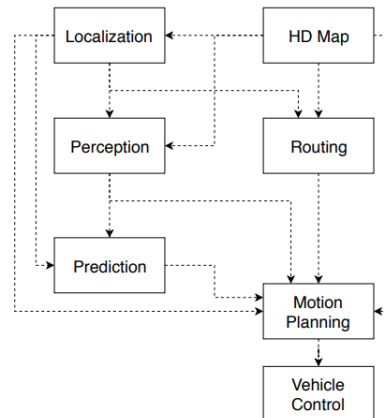 Localization
HD Map
Perception
Routing
Prediction
Motion
Planning
Vehicle
Control